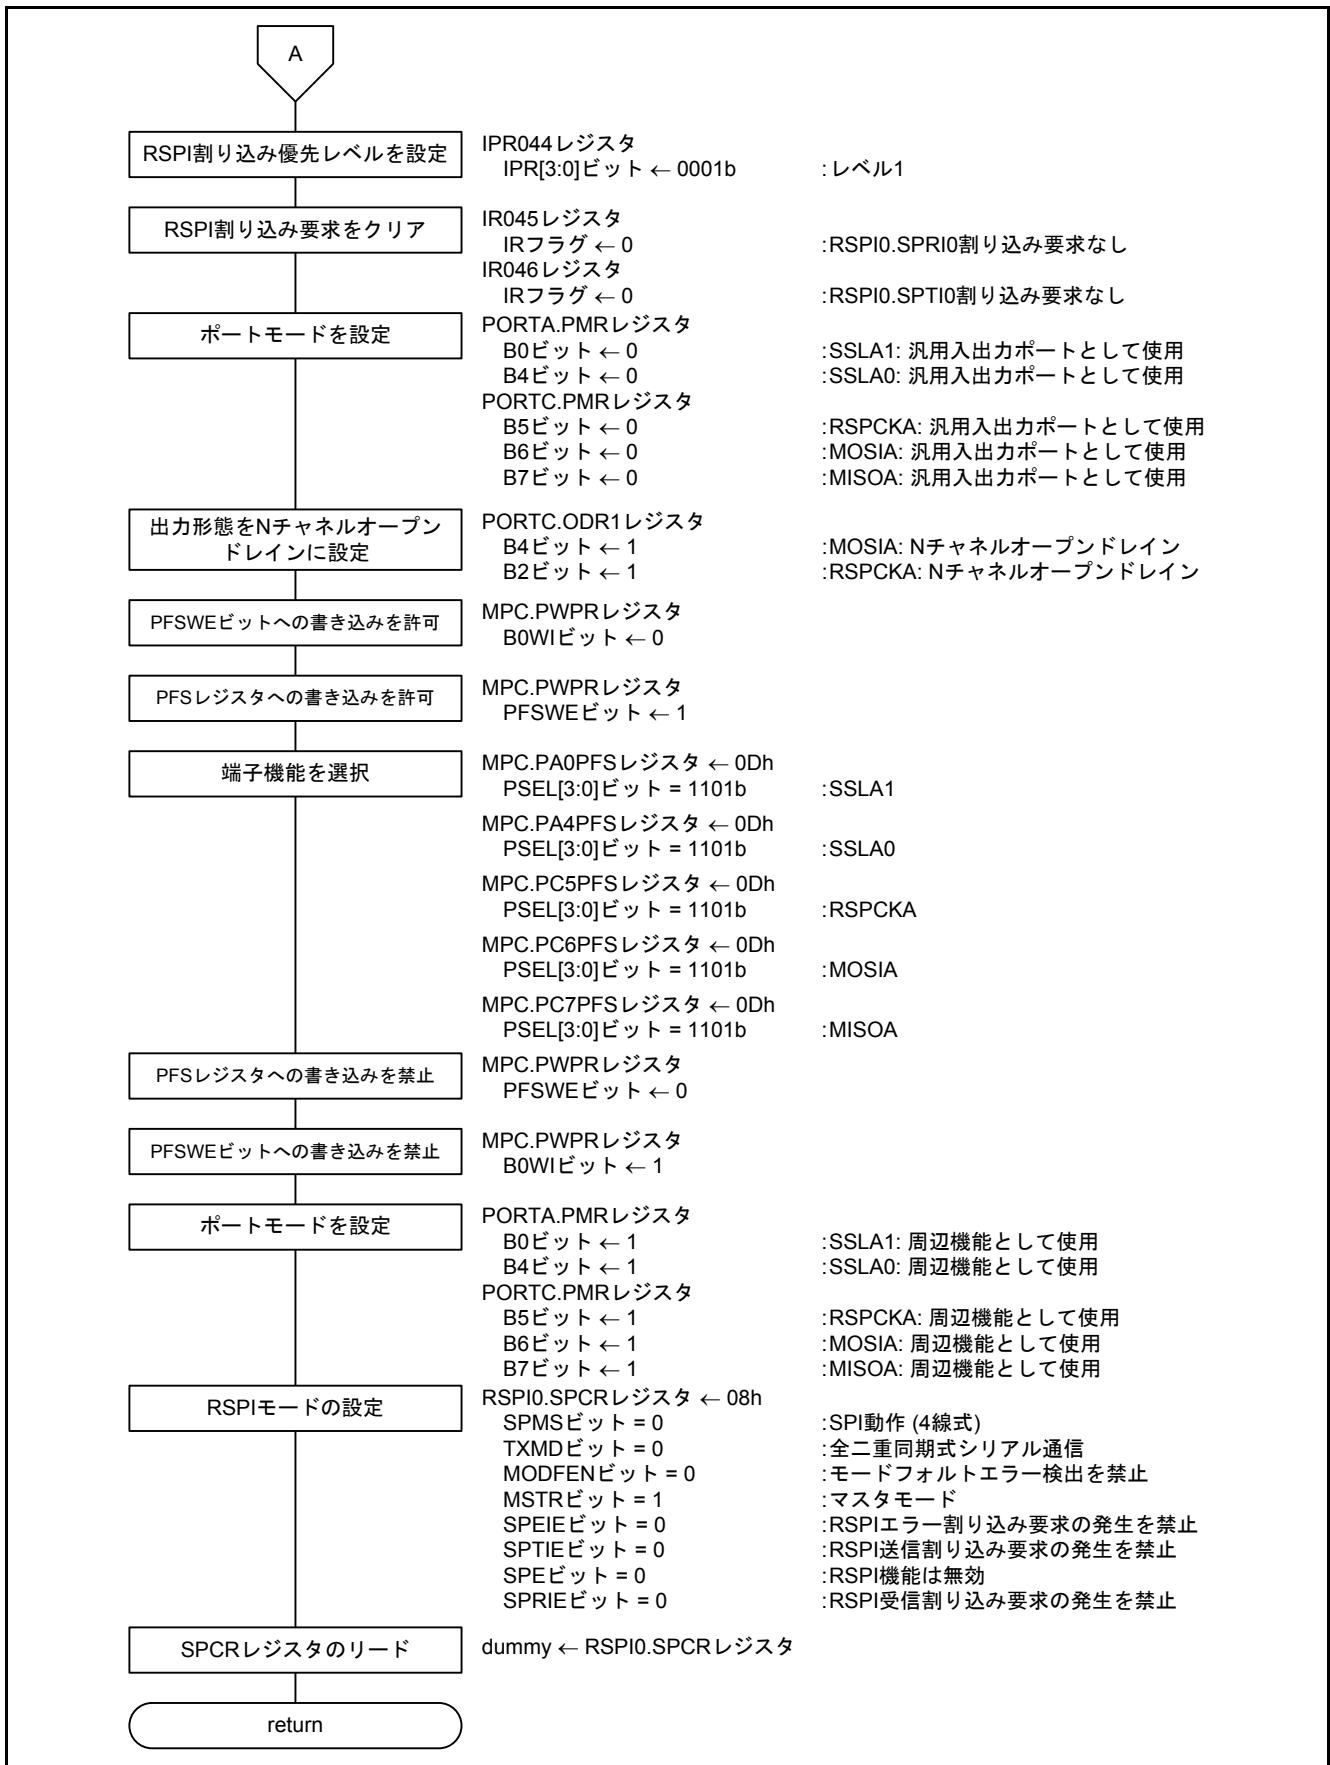 A
RSPI割り込み優先レベルを設定
IPR044レジスタ
IPR[3:0]ビット ← 0001b :レベル1
RSPI割り込み要求をクリア
IR045レジスタ
IRフラグ ← 0 :RSPI0.SPRI0割り込み要求なし
IR046レジスタ
IRフラグ ← 0 :RSPI0.SPTI0割り込み要求なし
ポートモードを設定
PORTA.PMRレジスタ
B0ビット ← 0 :SSLA1: 汎用入出力ポートとして使用
B4ビット ← 0 :SSLA0: 汎用入出力ポートとして使用
PORTC.PMRレジスタ
B5ビット ← 0 :RSPCKA: 汎用入出力ポートとして使用
B6ビット ← 0 :MOSIA: 汎用入出力ポートとして使用
B7ビット ← 0 :MISOA: 汎用入出力ポートとして使用
出力形態をNチャネルオープン
ドレインに設定
PORTC.ODR1レジスタ
B4ビット ← 1 :MOSIA: Nチャネルオープンドレイン
B2ビット ← 1 :RSPCKA: Nチャネルオープンドレイン
PFSWEビットへの書き込みを許可
MPC.PWPRレジスタ
B0WIビット ← 0
PFSレジスタへの書き込みを許可
MPC.PWPRレジスタ
PFSWEビット ← 1
端子機能を選択
MPC.PA0PFSレジスタ ← 0Dh
PSEL[3:0]ビット = 1101b :SSLA1
MPC.PA4PFSレジスタ ← 0Dh
PSEL[3:0]ビット = 1101b :SSLA0
MPC.PC5PFSレジスタ ← 0Dh
PSEL[3:0]ビット = 1101b :RSPCKA
MPC.PC6PFSレジスタ ← 0Dh
PSEL[3:0]ビット = 1101b :MOSIA
MPC.PC7PFSレジスタ ← 0Dh
PSEL[3:0]ビット = 1101b :MISOA
PFSレジスタへの書き込みを禁止
MPC.PWPRレジスタ
PFSWEビット ← 0
PFSWEビットへの書き込みを禁止
MPC.PWPRレジスタ
B0WIビット ← 1
ポートモードを設定
PORTA.PMRレジスタ
B0ビット ← 1 :SSLA1: 周辺機能として使用
B4ビット ← 1 :SSLA0: 周辺機能として使用
PORTC.PMRレジスタ
B5ビット ← 1 :RSPCKA: 周辺機能として使用
B6ビット ← 1 :MOSIA: 周辺機能として使用
B7ビット ← 1 :MISOA: 周辺機能として使用
RSPIモードの設定
RSPI0.SPCRレジスタ ← 08h
SPMSビット = 0 :SPI動作 (4線式)
TXMDビット = 0 :全二重同期式シリアル通信
MODFENビット = 0 :モードフォルトエラー検出を禁止
MSTRビット = 1 :マスタモード
SPEIEビット = 0 :RSPIエラー割り込み要求の発生を禁止
SPTIEビット = 0 :RSPI送信割り込み要求の発生を禁止
SPEビット = 0 :RSPI機能は無効
SPRIEビット = 0 :RSPI受信割り込み要求の発生を禁止
SPCRレジスタのリード
dummy ← RSPI0.SPCRレジスタ
return